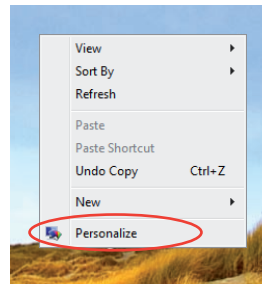 View
Sort By
Refresh
Paste
Paste Shortcut
Undo Copy Ctrl+Z
New
Personalize